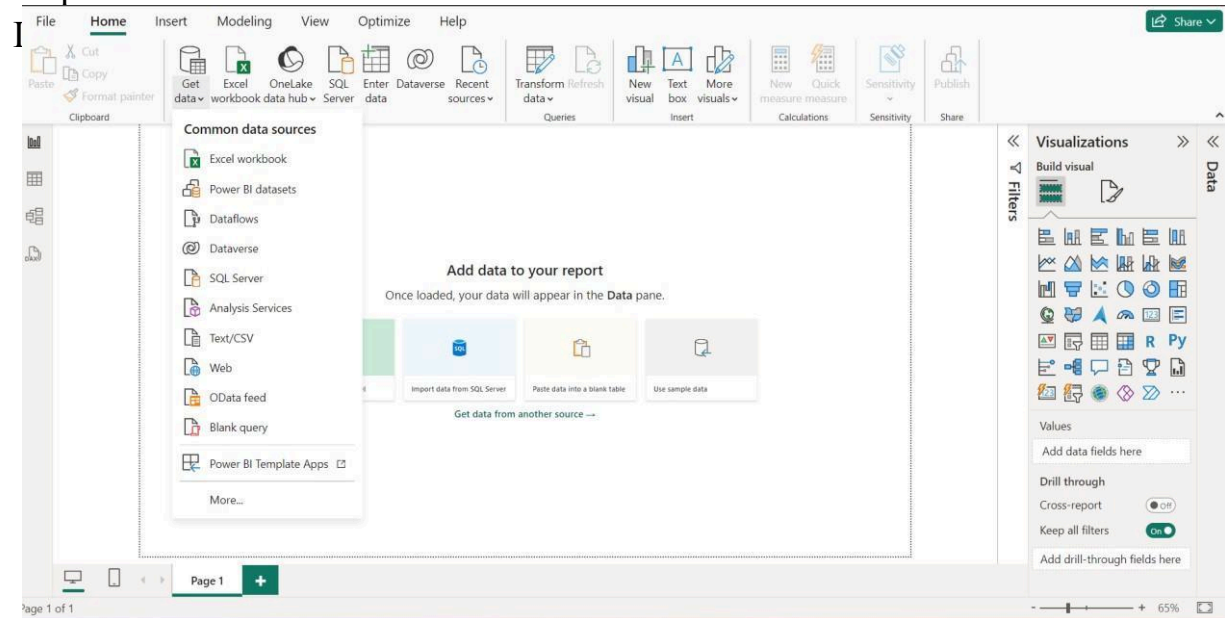 File Home Insert Modeling View Optimize Help
Share
Paste
Cut
Copy
Format painter
Clipboard
Get data
Excel workbook
OneLake data hub
SQL Server
Enter data
Dataverse
Recent sources
Transform data
Refresh
Queries
New visual
Text box
More visuals
Insert
New measure
Quick measure
Calculations
Sensitivity
Sensitivity
Publish
Share
Common data sources
Excel workbook
Power BI datasets
Dataflows
Dataverse
SQL Server
Analysis Services
Text/CSV
Web
OData feed
Blank query
Power BI Template Apps
More...
Add data to your report
Once loaded, your data will appear in the Data pane.
SQL
Import data from SQL Server
Paste data into a blank table
Use sample data
Get data from another source →
Filters
Visualizations
Build visual
123
R Py
Values
Add data fields here
Drill through
Cross-report
Off
Keep all filters
On
Add drill-through fields here
Data
Page 1
Page 1 of 1
65%